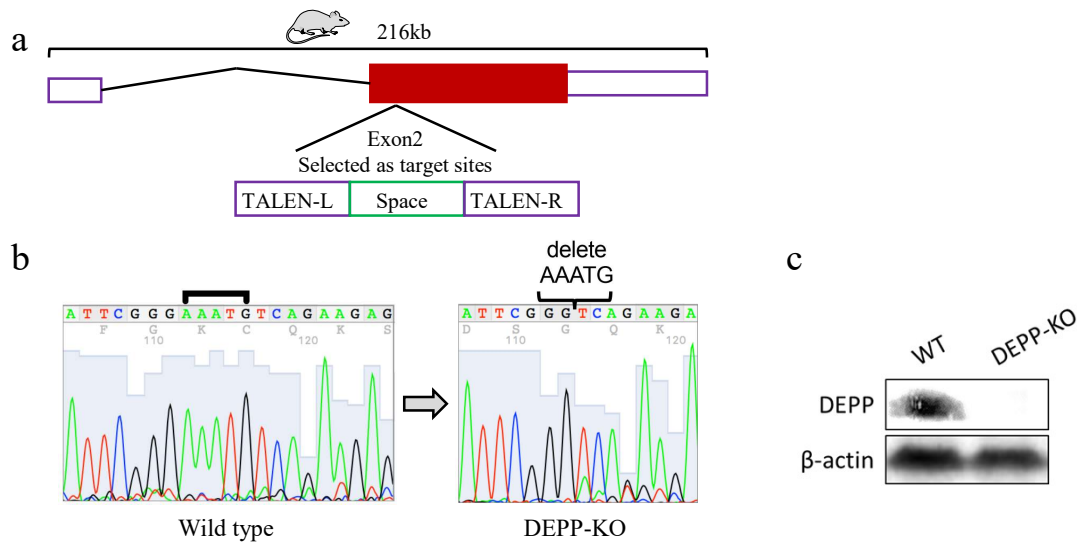 a
216kb
Exon2
Selected as target sites
TALEN-L Space TALEN-R
b
delete
AAATG
ATTCGGGAAATGTCAGAAGAG
F G K C Q K S
110 120
Wild type
ATTCGGGTCAGAAGA
D S G Q K
110 120
DEPP-KO
c
WT DEPP-KO
DEPP
β-actin